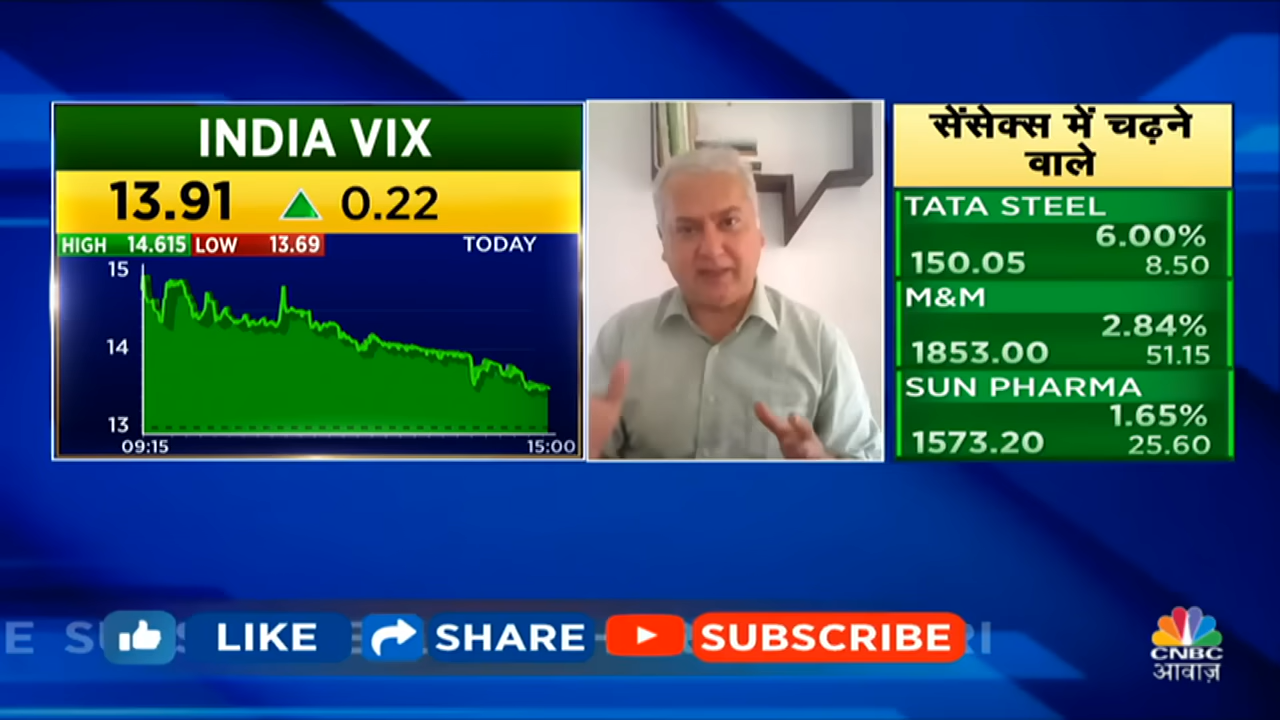 INDIA VIX
13.91 0.22
HIGH 14.615 LOW 13.69 TODAY
15
14
13
09:15 15:00
सेंसेक्स में चढ़ने
वाले
TATA STEEL
6.00%
150.05 8.50
M&M
2.84%
1853.00 51.15
SUN PHARMA
1.65%
1573.20 25.60
LIKE SHARE SUBSCRIBE
CNBC
आवाज़